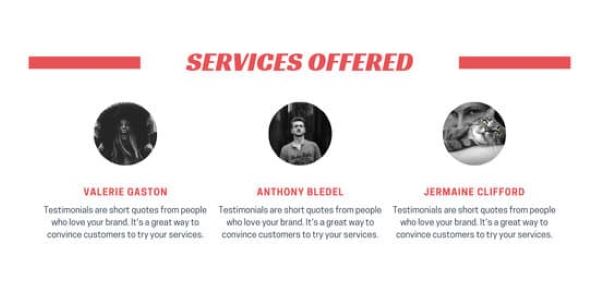 SERVICES OFFERED
VALERIE GASTON
Testimonials are short quotes from people
who love your brand. It's a great way to
convince customers to try your services.
ANTHONY BLEDEL
Testimonials are short quotes from people
who love your brand. It's a great way to
convince customers to try your services.
JERMAINE CLIFFORD
Testimonials are short quotes from people
who love your brand. It's a great way to
convince customers to try your services.